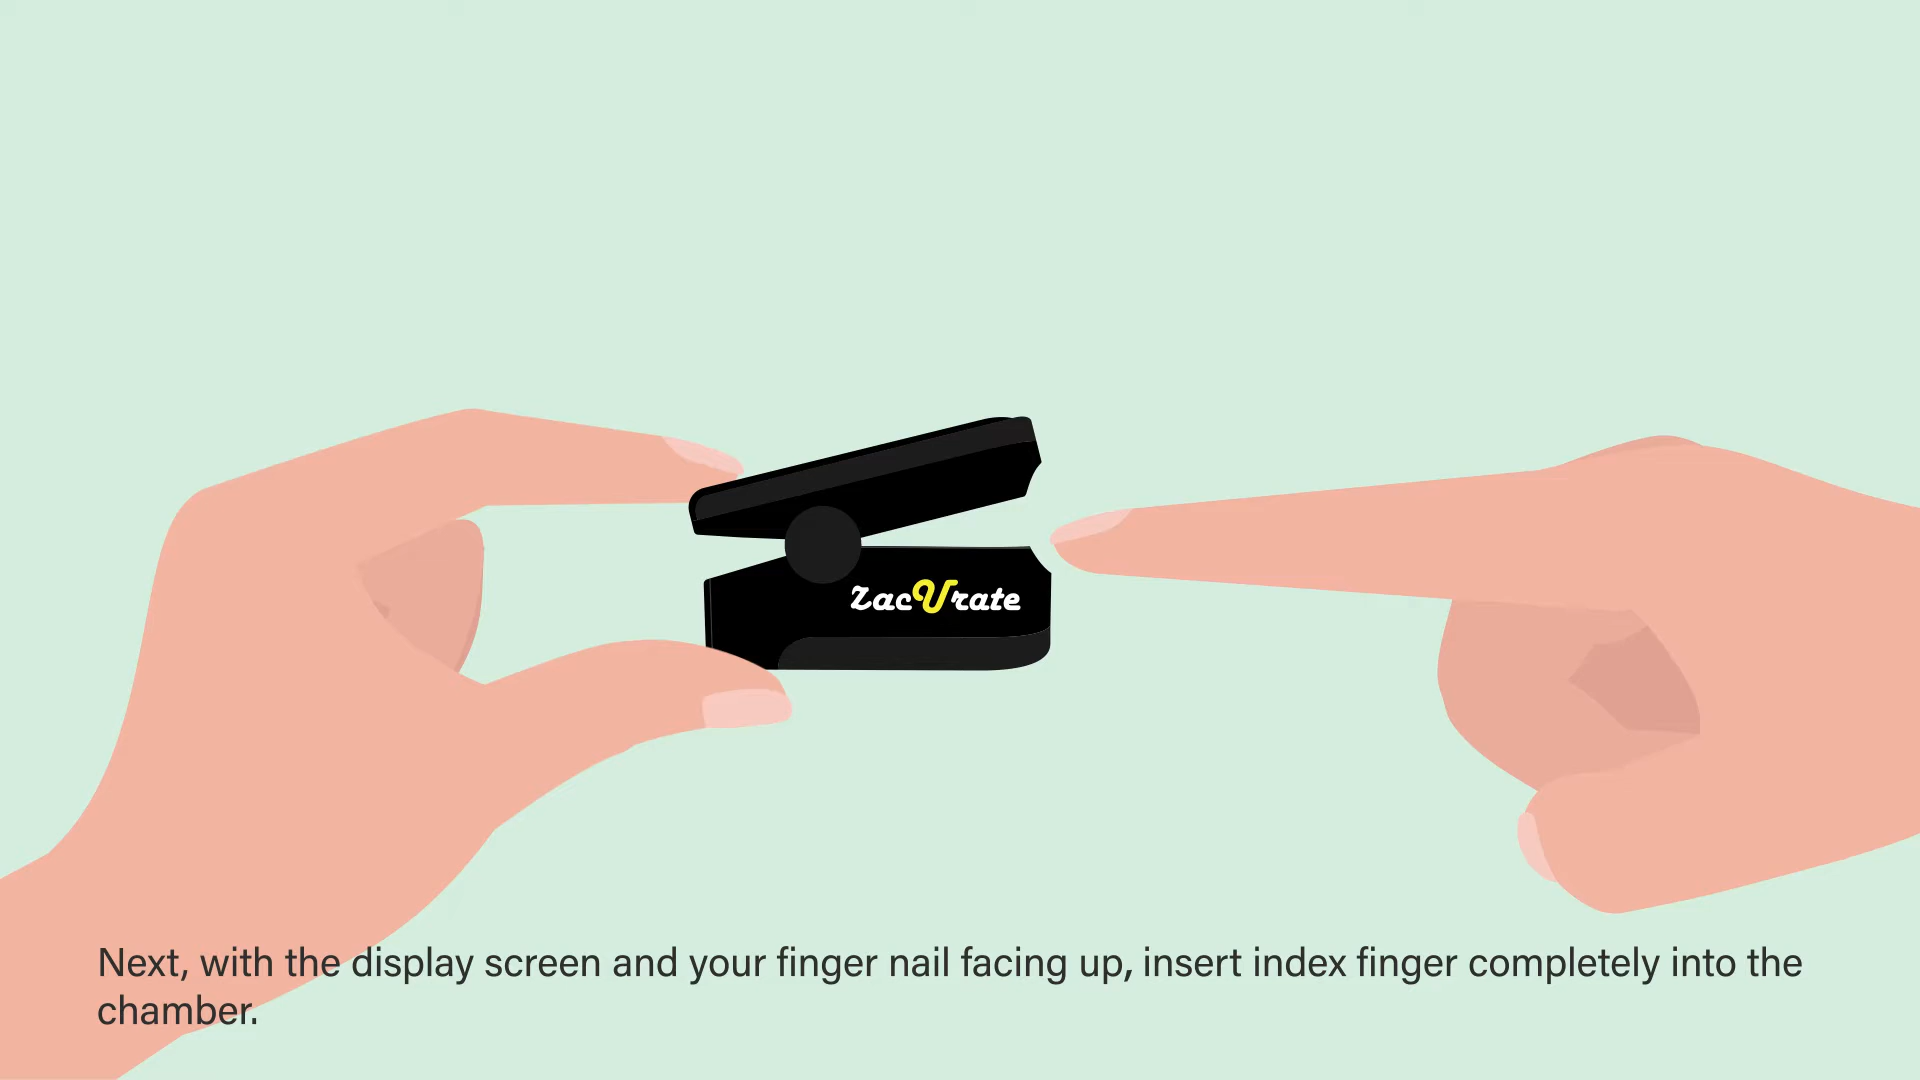 Zacurate
Next, with the display screen and your finger nail facing up, insert index finger completely into the
chamber.